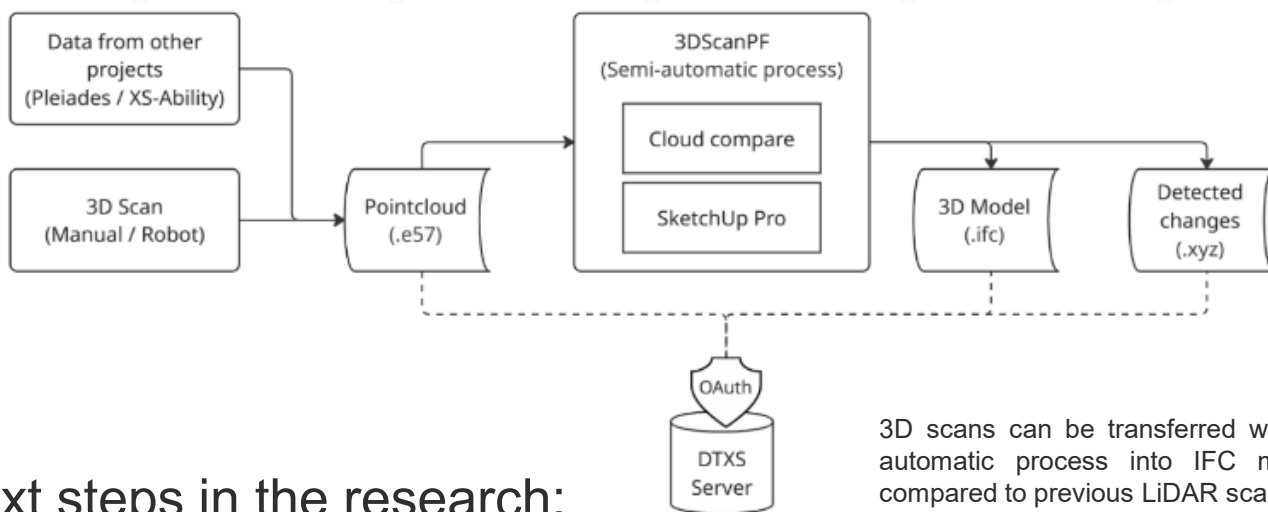 Data from other
projects
(Pleiades / XS-Ability)
3D Scan
(Manual / Robot)
Pointcloud
(.e57)
3DScanPF
(Semi-automatic process)
Cloud compare
SketchUp Pro
3D Model
(.ifc)
Detected
changes
(.xyz)
OAuth
DTXS
Server
3D scans can be transferred w
automatic process into IFC m
compared to previous LiDAR sca
xt steps in the research: